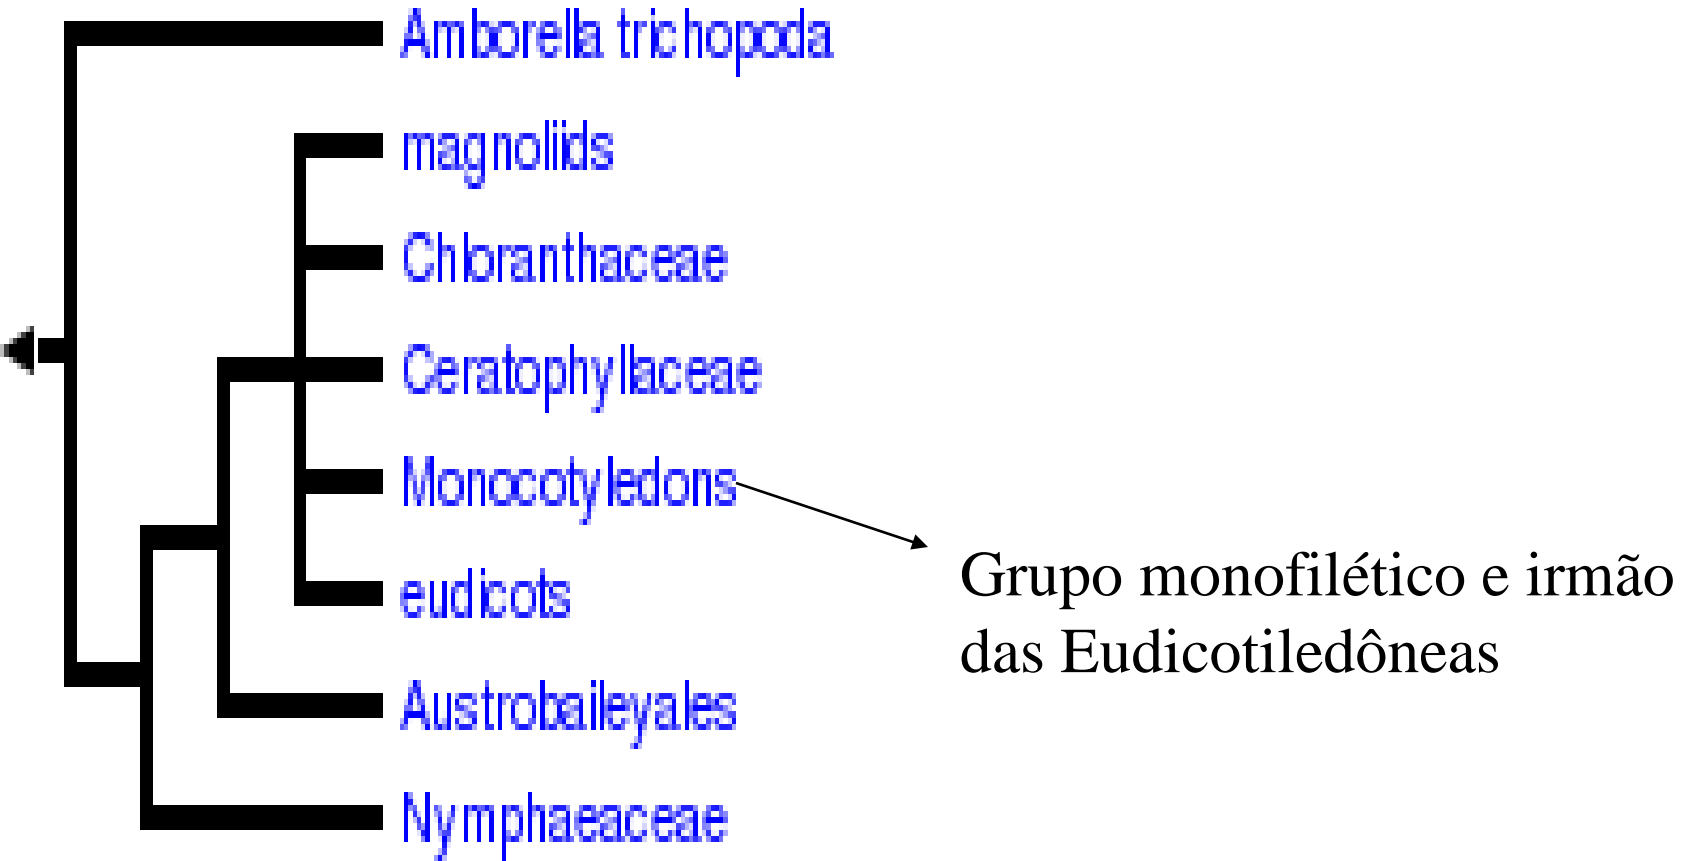 Amborella trichopoda
magnoliids
Chloranthaceae
Ceratophyllaceae
Monocotyledons
eudicots
Austrobaileyales
Nymphaeaceae
Grupo monofilético e irmão
das Eudicotiledôneas